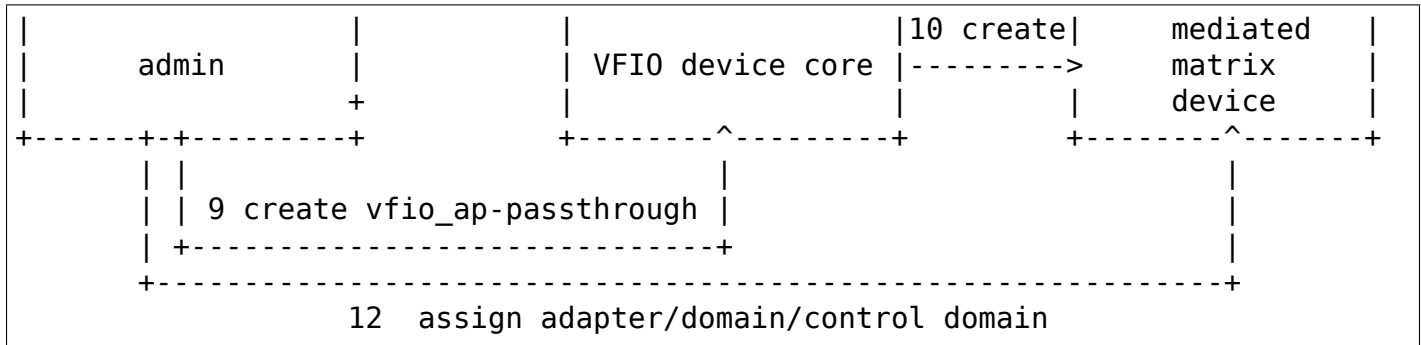 |                  |           |                  |10 create|    mediated    |
|      admin       |           | VFIO device core |--------->    matrix      |
|                  +           |                  |         |    device      |
+------+-+---------+           +--------^---------+         +--------^-------+
       | |                              |                            |
       | | 9 create vfio_ap-passthrough |                            |
       | +------------------------------+                            |
       +-------------------------------------------------------------+
                   12  assign adapter/domain/control domain